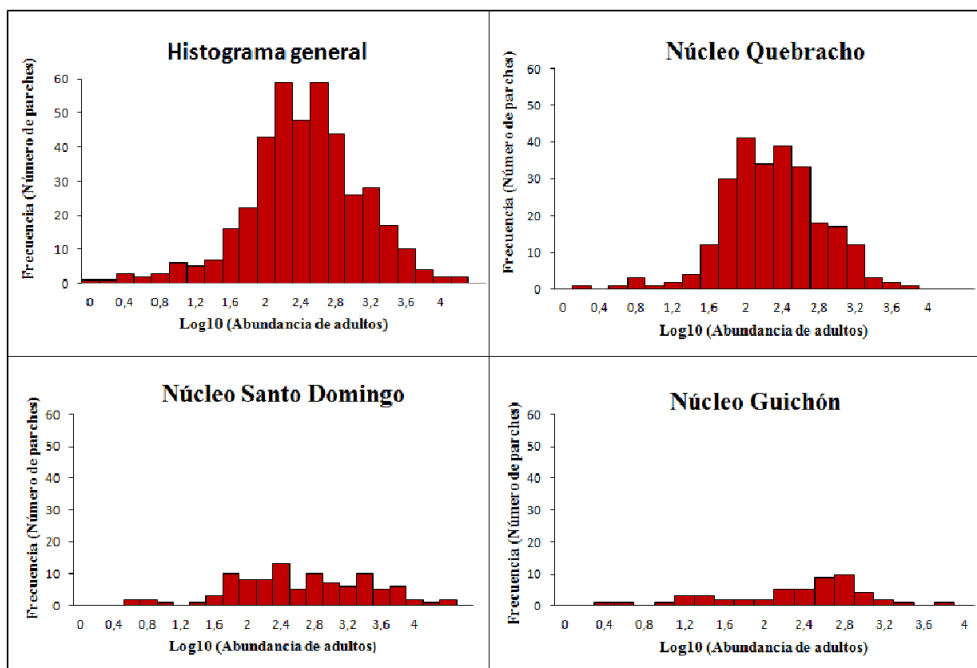 Histograma general
Frecuencia (Número de parches)
60
50
40
30
20
10
0
0 0,4 0,8 1,2 1,6 2 2,4 2,8 3,2 3,6 4
Log10 (Abundancia de adultos)
Núcleo Quebracho
Frecuencia (Número de parches)
60
50
40
30
20
10
0
0 0,4 0,8 1,2 1,6 2 2,4 2,8 3,2 3,6 4
Log10 (Abundancia de adultos)
Núcleo Santo Domingo
Frecuencia (Número de parches)
60
50
40
30
20
10
0
0 0,4 0,8 1,2 1,6 2 2,4 2,8 3,2 3,6 4
Log10 (Abundancia de adultos)
Núcleo Guichón
Frecuencia (Número de parches)
60
50
40
30
20
10
0
0 0,4 0,8 1,2 1,6 2 2,4 2,8 3,2 3,6 4
Log10 (Abundancia de adultos)